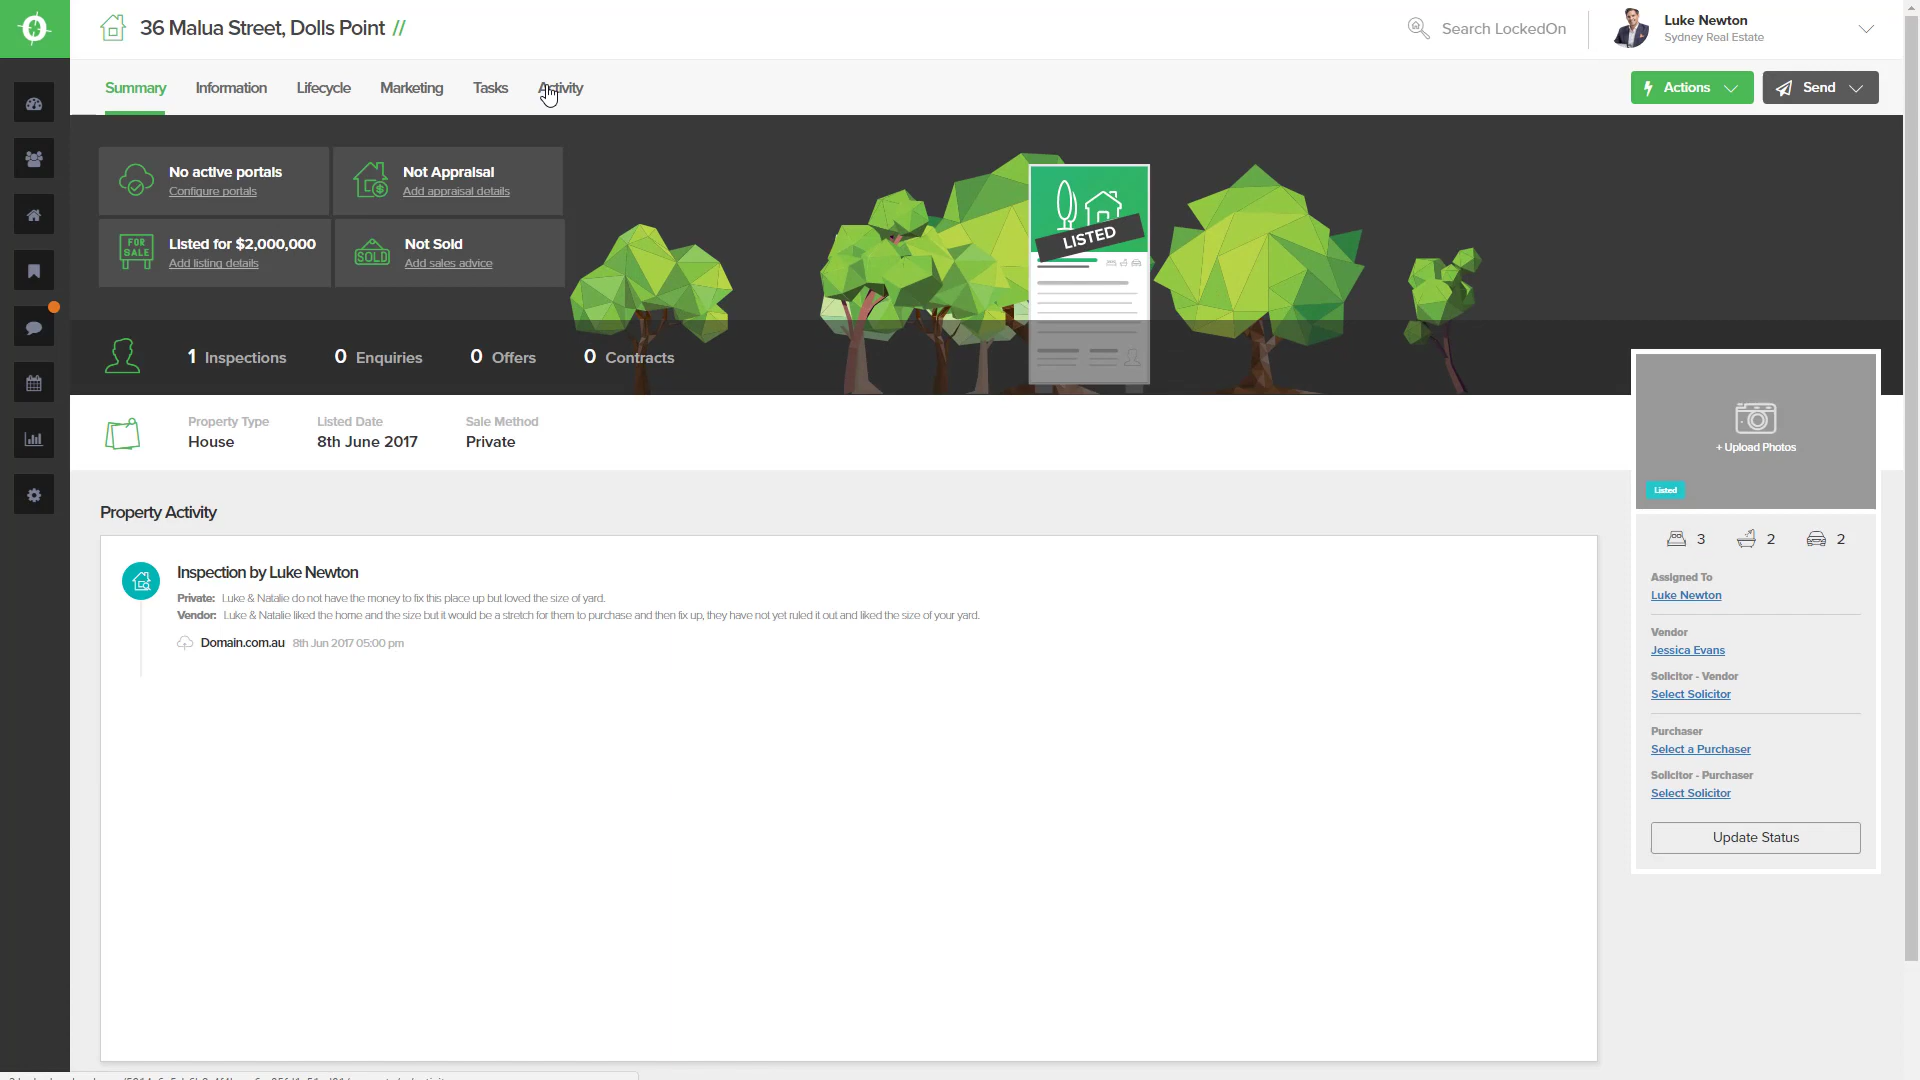 36 Malua Street, Dolls Point //
Search LockedOn
Luke Newton
Sydney Real Estate
Summary
Information
Lifecycle
Marketing
Tasks
Activity
Actions
Send
No active portals
Configure portals
Not Appraisal
Add appraisal details
FOR
SALE
Listed for $2,000,000
Add listing details
SOLD
Not Sold
Add sales advice
LISTED
1 Inspections
0 Enquiries
0 Offers
0 Contracts
Property Type
House
Listed Date
8th June 2017
Sale Method
Private
+ Upload Photos
Listed
3
2
2
Property Activity
Inspection by Luke Newton
Private: Luke & Natalie do not have the money to fix this place up but loved the size of yard.
Vendor: Luke & Natalie liked the home and the size but it would be a stretch for them to purchase and then fix up, they have not yet ruled it out and liked the size of your yard.
Domain.com.au 8th Jun 2017 05:00 pm
Assigned To
Luke Newton
Vendor
Jessica Evans
Solicitor - Vendor
Select Solicitor
Purchaser
Select a Purchaser
Solicitor - Purchaser
Select Solicitor
Update Status